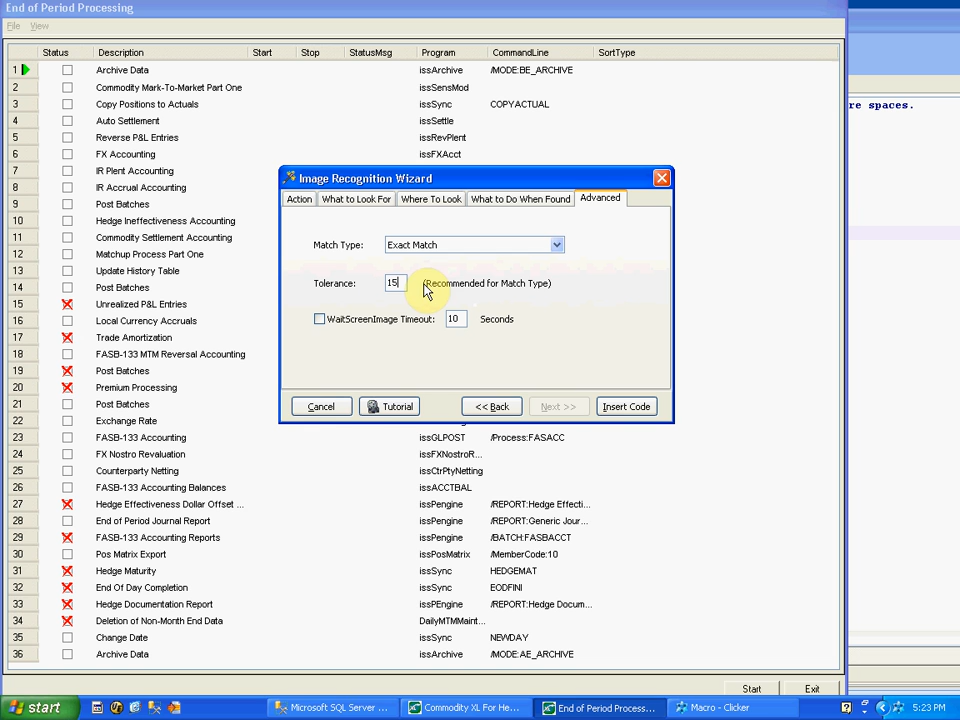 End of Period Processing
File View
Status Description Start Stop StatusMsg Program CommandLine SortType
re spaces.
1 Archive Data issArchive /MODE:BE_ARCHIVE
2 Commodity Mark-To-Market Part One issSensMod
3 Copy Positions to Actuals issSync COPYACTUAL
4 Auto Settlement issSettle
5 Reverse P&L Entries issRevPlent
6 FX Accounting issFXAcct
7 IR Plent Accounting
8 IR Accrual Accounting
9 Post Batches
10 Hedge Ineffectiveness Accounting
11 Commodity Settlement Accounting
12 Matchup Process Part One
13 Update History Table
14 Post Batches
15 Unrealized P&L Entries
16 Local Currency Accruals
17 Trade Amortization
18 FASB-133 MTM Reversal Accounting
19 Post Batches
20 Premium Processing
21 Post Batches
22 Exchange Rate
23 FASB-133 Accounting issGLPOST /Process:FASACC
24 FX Nostro Revaluation issFXNostroR...
25 Counterparty Netting issCtrPtyNetting
26 FASB-133 Accounting Balances issACCTBAL
27 Hedge Effectiveness Dollar Offset ... issPengine /REPORT:Hedge Effecti...
28 End of Period Journal Report issPengine /REPORT:Generic Jour...
29 FASB-133 Accounting Reports issPengine /BATCH:FASBACCT
30 Pos Matrix Export issPosMatrix /MemberCode:10
31 Hedge Maturity issSync HEDGEMAT
32 End Of Day Completion issSync EODFINI
33 Hedge Documentation Report issPEngine /REPORT:Hedge Docum...
34 Deletion of Non-Month End Data DailyMTMMaint...
35 Change Date issSync NEWDAY
36 Archive Data issArchive /MODE:AE_ARCHIVE
Start Exit
Image Recognition Wizard
Action What to Look For Where To Look What to Do When Found Advanced
Match Type: Exact Match
Tolerance: 15 (Recommended for Match Type)
WaitScreenImage Timeout: 10 Seconds
Cancel Tutorial << Back Next >> Insert Code
start Microsoft SQL Server ... Commodity XL For He... End of Period Process... Macro - Clicker 5:23 PM